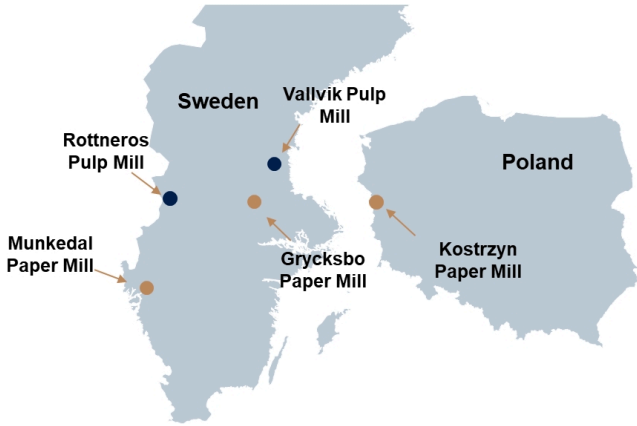 Sweden
Vallvik Pulp
Mill
Rottneros
Pulp Mill
Poland
Munkedal
Paper Mill
Grycksbo
Paper Mill
Kostrzyn
Paper Mill